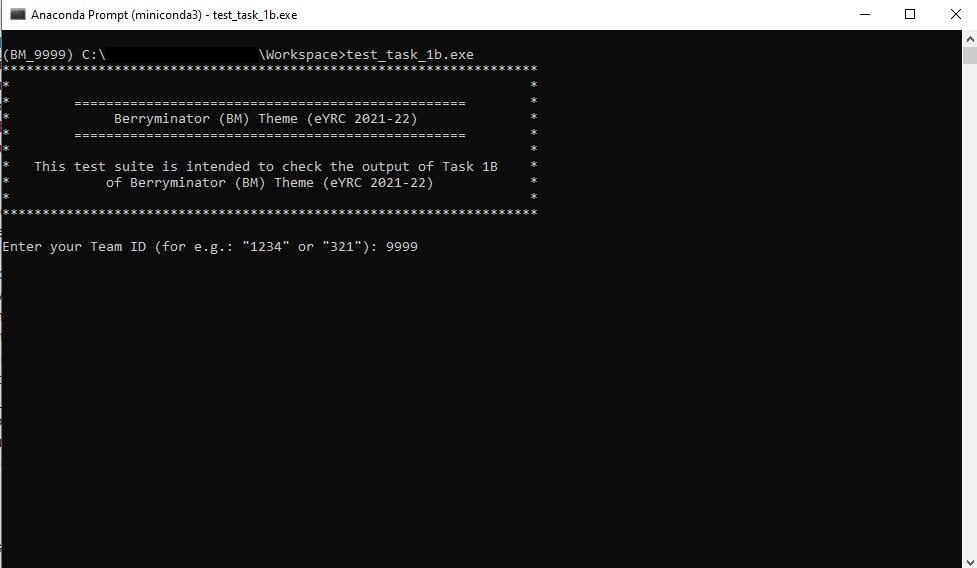 Anaconda Prompt (miniconda3) - test_task_1b.exe
(BM_9999) C:\ \Workspace>test_task_1b.exe
*******************************************************************
* *
* ================================================= *
* Berryminator (BM) Theme (eYRC 2021-22) *
* ================================================= *
* *
* This test suite is intended to check the output of Task 1B *
* of Berryminator (BM) Theme (eYRC 2021-22) *
* *
*******************************************************************
Enter your Team ID (for e.g.: "1234" or "321"): 9999